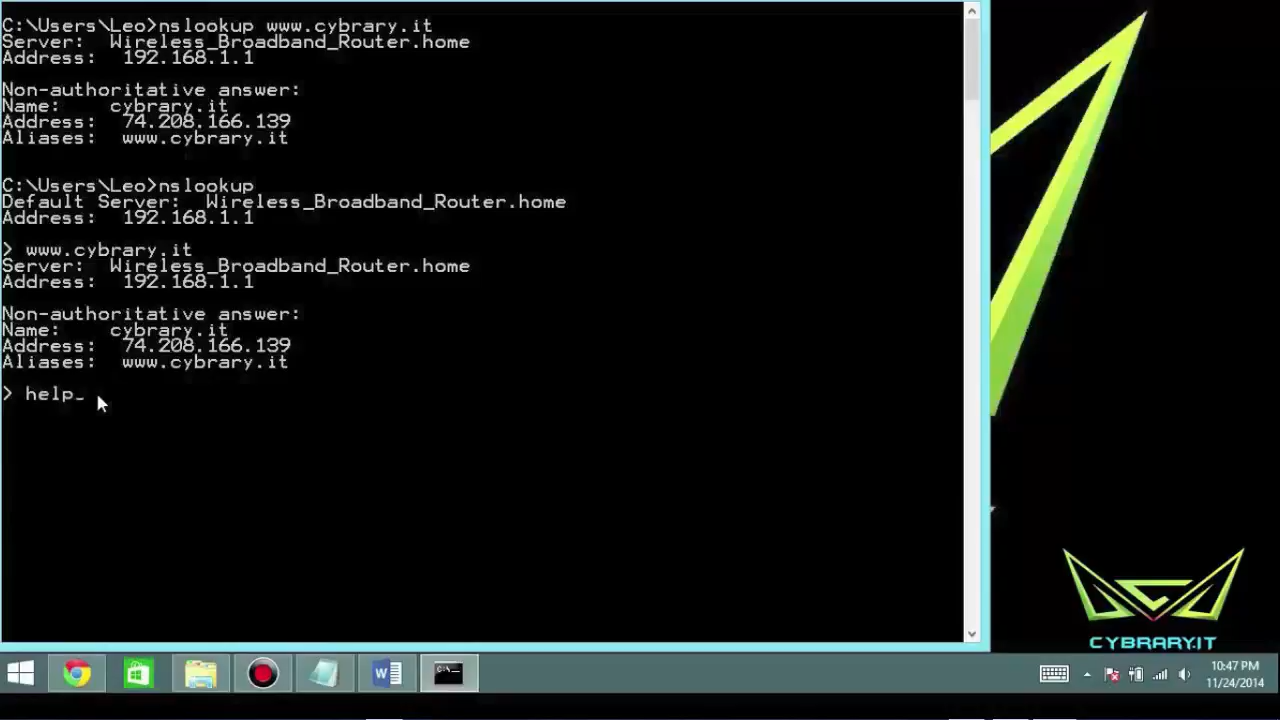 C:\Users\Leo>nslookup www.cybrary.it
Server:  Wireless_Broadband_Router.home
Address:  192.168.1.1
Non-authoritative answer:
Name:    cybrary.it
Address:  74.208.166.139
Aliases:  www.cybrary.it
C:\Users\Leo>nslookup
Default Server:  Wireless_Broadband_Router.home
Address:  192.168.1.1
> www.cybrary.it
Server:  Wireless_Broadband_Router.home
Address:  192.168.1.1
Non-authoritative answer:
Name:    cybrary.it
Address:  74.208.166.139
Aliases:  www.cybrary.it
> help_
CYBRARY.IT
10:47 PM
11/24/2014